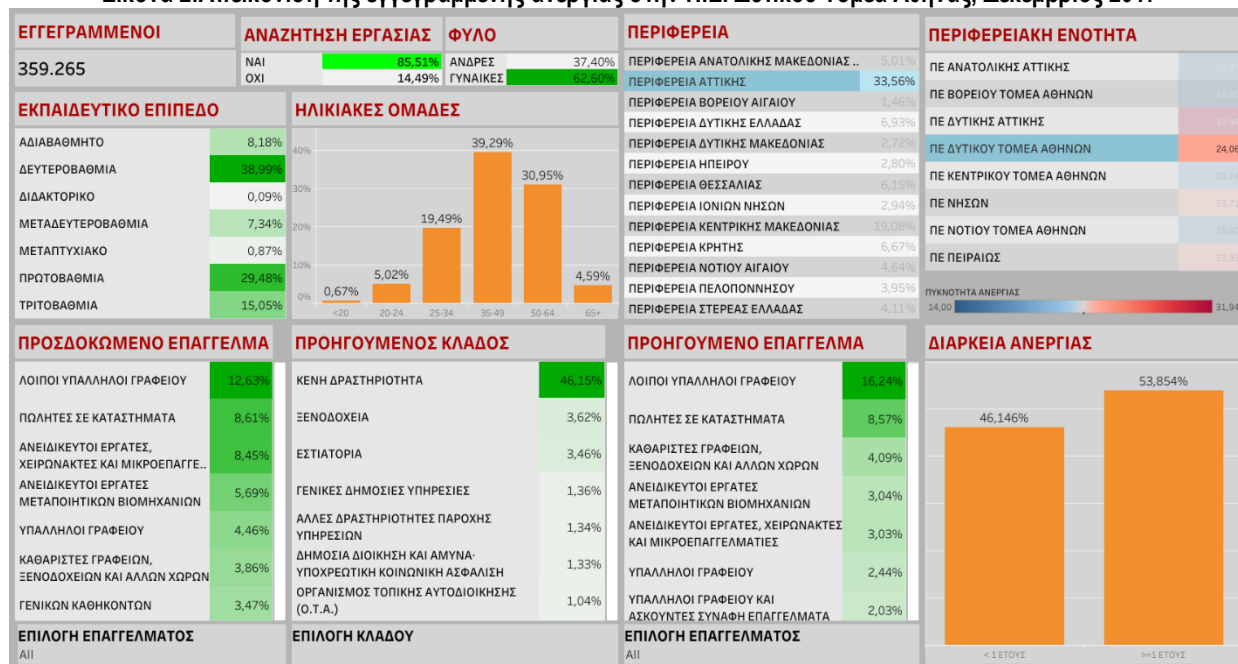 ΕΓΓΕΓΡΑΜΜΕΝΟΙ
359.265
ΑΝΑΖΗΤΗΣΗ ΕΡΓΑΣΙΑΣ
ΝΑΙ 85,51%
ΟΧΙ 14,49%
ΦΥΛΟ
ΑΝΔΡΕΣ 37,40%
ΓΥΝΑΙΚΕΣ 62,60%
ΠΕΡΙΦΕΡΕΙΑ
ΠΕΡΙΦΕΡΕΙΑ ΑΝΑΤΟΛΙΚΗΣ ΜΑΚΕΔΟΝΙΑΣ .. 5,01%
ΠΕΡΙΦΕΡΕΙΑ ΑΤΤΙΚΗΣ 33,56%
ΠΕΡΙΦΕΡΕΙΑ ΒΟΡΕΙΟΥ ΑΙΓΑΙΟΥ 1,46%
ΠΕΡΙΦΕΡΕΙΑ ΔΥΤΙΚΗΣ ΕΛΛΑΔΑΣ 6,93%
ΠΕΡΙΦΕΡΕΙΑ ΔΥΤΙΚΗΣ ΜΑΚΕΔΟΝΙΑΣ 2,72%
ΠΕΡΙΦΕΡΕΙΑ ΗΠΕΙΡΟΥ 2,80%
ΠΕΡΙΦΕΡΕΙΑ ΘΕΣΣΑΛΙΑΣ 6,15%
ΠΕΡΙΦΕΡΕΙΑ ΙΟΝΙΩΝ ΝΗΣΩΝ 2,94%
ΠΕΡΙΦΕΡΕΙΑ ΚΕΝΤΡΙΚΗΣ ΜΑΚΕΔΟΝΙΑΣ 19,08%
ΠΕΡΙΦΕΡΕΙΑ ΚΡΗΤΗΣ 6,67%
ΠΕΡΙΦΕΡΕΙΑ ΝΟΤΙΟΥ ΑΙΓΑΙΟΥ 4,64%
ΠΕΡΙΦΕΡΕΙΑ ΠΕΛΟΠΟΝΝΗΣΟΥ 3,95%
ΠΕΡΙΦΕΡΕΙΑ ΣΤΕΡΕΑΣ ΕΛΛΑΔΑΣ 4,11%
ΠΕΡΙΦΕΡΕΙΑΚΗ ΕΝΟΤΗΤΑ
ΠΕ ΑΝΑΤΟΛΙΚΗΣ ΑΤΤΙΚΗΣ
ΠΕ ΒΟΡΕΙΟΥ ΤΟΜΕΑ ΑΘΗΝΩΝ 14,00
ΠΕ ΔΥΤΙΚΗΣ ΑΤΤΙΚΗΣ 31,94
ΠΕ ΔΥΤΙΚΟΥ ΤΟΜΕΑ ΑΘΗΝΩΝ 24,06
ΠΕ ΚΕΝΤΡΙΚΟΥ ΤΟΜΕΑ ΑΘΗΝΩΝ 20,24
ΠΕ ΝΗΣΩΝ 23,71
ΠΕ ΝΟΤΙΟΥ ΤΟΜΕΑ ΑΘΗΝΩΝ 19,00
ΠΕ ΠΕΙΡΑΙΩΣ 23,93
ΠΥΚΝΟΤΗΤΑ ΑΝΕΡΓΙΑΣ
14,00 31,94
ΕΚΠΑΙΔΕΥΤΙΚΟ ΕΠΙΠΕΔΟ
ΑΔΙΑΒΑΘΜΗΤΟ 8,18%
ΔΕΥΤΕΡΟΒΑΘΜΙΑ 38,99%
ΔΙΔΑΚΤΟΡΙΚΟ 0,09%
ΜΕΤΑΔΕΥΤΕΡΟΒΑΘΜΙΑ 7,34%
ΜΕΤΑΠΤΥΧΙΑΚΟ 0,87%
ΠΡΩΤΟΒΑΘΜΙΑ 29,48%
ΤΡΙΤΟΒΑΘΜΙΑ 15,05%
ΗΛΙΚΙΑΚΕΣ ΟΜΑΔΕΣ
40%
30%
20%
10%
0%
0,67% 5,02% 19,49% 39,29% 30,95% 4,59%
<20 20-24 25-34 35-49 50-64 65+
ΠΡΟΣΔΟΚΩΜΕΝΟ ΕΠΑΓΓΕΛΜΑ
ΛΟΙΠΟΙ ΥΠΑΛΛΗΛΟΙ ΓΡΑΦΕΙΟΥ 12,63%
ΠΩΛΗΤΕΣ ΣΕ ΚΑΤΑΣΤΗΜΑΤΑ 8,61%
ΑΝΕΙΔΙΚΕΥΤΟΙ ΕΡΓΑΤΕΣ,
ΧΕΙΡΩΝΑΚΤΕΣ ΚΑΙ ΜΙΚΡΟΕΠΑΓΓΕ.. 8,45%
ΑΝΕΙΔΙΚΕΥΤΟΙ ΕΡΓΑΤΕΣ
ΜΕΤΑΠΟΙΗΤΙΚΩΝ ΒΙΟΜΗΧΑΝΙΩΝ 5,69%
ΥΠΑΛΛΗΛΟΙ ΓΡΑΦΕΙΟΥ 4,46%
ΚΑΘΑΡΙΣΤΕΣ ΓΡΑΦΕΙΩΝ,
ΞΕΝΟΔΟΧΕΙΩΝ ΚΑΙ ΑΛΛΩΝ ΧΩΡΩΝ 3,86%
ΓΕΝΙΚΩΝ ΚΑΘΗΚΟΝΤΩΝ 3,47%
ΕΠΙΛΟΓΗ ΕΠΑΓΓΕΛΜΑΤΟΣ
All
ΠΡΟΗΓΟΥΜΕΝΟΣ ΚΛΑΔΟΣ
ΚΕΝΗ ΔΡΑΣΤΗΡΙΟΤΗΤΑ 46,15%
ΞΕΝΟΔΟΧΕΙΑ 3,62%
ΕΣΤΙΑΤΟΡΙΑ 3,46%
ΓΕΝΙΚΕΣ ΔΗΜΟΣΙΕΣ ΥΠΗΡΕΣΙΕΣ 1,36%
ΑΛΛΕΣ ΔΡΑΣΤΗΡΙΟΤΗΤΕΣ ΠΑΡΟΧΗΣ
ΥΠΗΡΕΣΙΩΝ 1,34%
ΔΗΜΟΣΙΑ ΔΙΟΙΚΗΣΗ ΚΑΙ ΑΜΥΝΑ·
ΥΠΟΧΡΕΩΤΙΚΗ ΚΟΙΝΩΝΙΚΗ ΑΣΦΑΛΙΣΗ 1,33%
ΟΡΓΑΝΙΣΜΟΣ ΤΟΠΙΚΗΣ ΑΥΤΟΔΙΟΙΚΗΣΗΣ
(Ο.Τ.Α.) 1,04%
ΕΠΙΛΟΓΗ ΚΛΑΔΟΥ
ΠΡΟΗΓΟΥΜΕΝΟ ΕΠΑΓΓΕΛΜΑ
ΛΟΙΠΟΙ ΥΠΑΛΛΗΛΟΙ ΓΡΑΦΕΙΟΥ 16,24%
ΠΩΛΗΤΕΣ ΣΕ ΚΑΤΑΣΤΗΜΑΤΑ 8,57%
ΚΑΘΑΡΙΣΤΕΣ ΓΡΑΦΕΙΩΝ,
ΞΕΝΟΔΟΧΕΙΩΝ ΚΑΙ ΑΛΛΩΝ ΧΩΡΩΝ 4,09%
ΑΝΕΙΔΙΚΕΥΤΟΙ ΕΡΓΑΤΕΣ
ΜΕΤΑΠΟΙΗΤΙΚΩΝ ΒΙΟΜΗΧΑΝΙΩΝ 3,04%
ΑΝΕΙΔΙΚΕΥΤΟΙ ΕΡΓΑΤΕΣ, ΧΕΙΡΩΝΑΚΤΕΣ
ΚΑΙ ΜΙΚΡΟΕΠΑΓΓΕΛΜΑΤΙΕΣ 3,03%
ΥΠΑΛΛΗΛΟΙ ΓΡΑΦΕΙΟΥ 2,44%
ΥΠΑΛΛΗΛΟΙ ΓΡΑΦΕΙΟΥ ΚΑΙ
ΑΣΚΟΥΝΤΕΣ ΣΥΝΑΦΗ ΕΠΑΓΓΕΛΜΑΤΑ 2,03%
ΕΠΙΛΟΓΗ ΕΠΑΓΓΕΛΜΑΤΟΣ
All
ΔΙΑΡΚΕΙΑ ΑΝΕΡΓΙΑΣ
46,146% 53,854%
< 1 ΕΤΟΥΣ >=1 ΕΤΟΥΣ